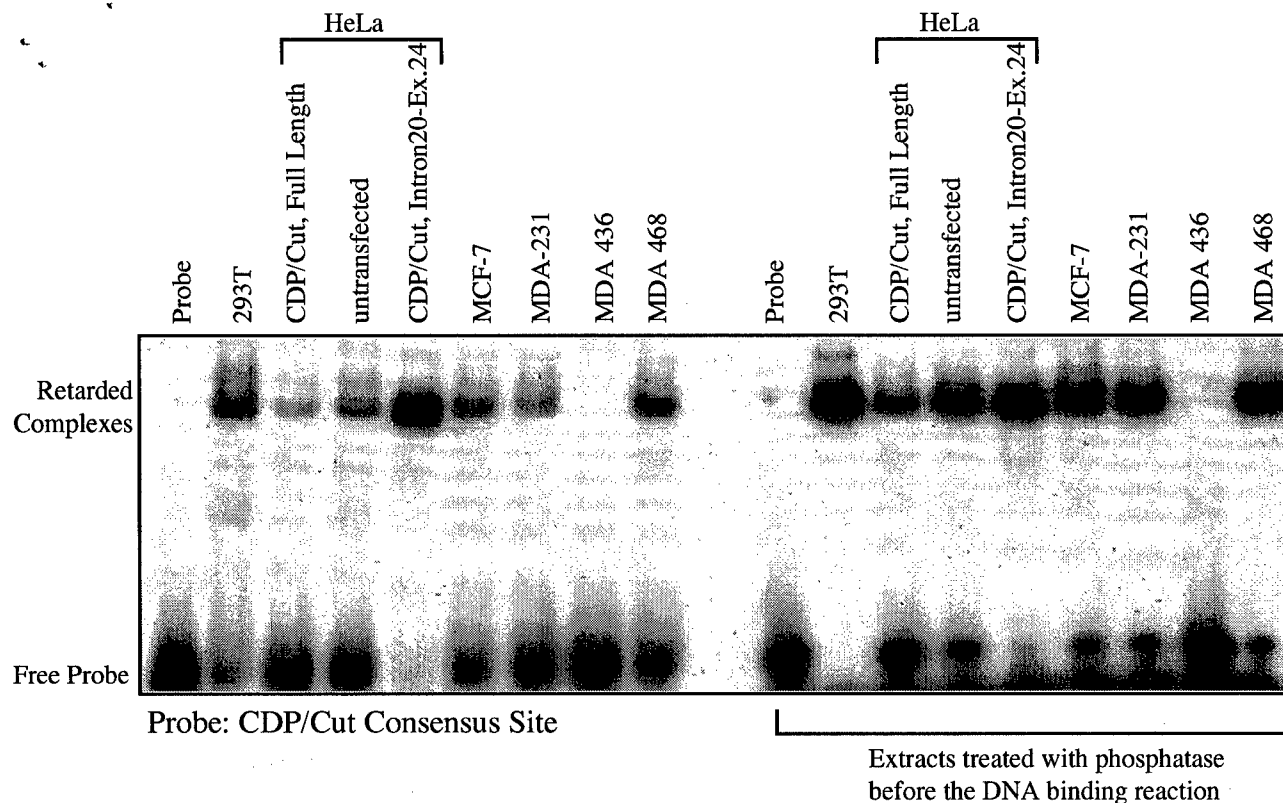 HeLa
HeLa
Probe
293T
CDP/Cut, Full Length
untransfected
CDP/Cut, Intron20-Ex.24
MCF-7
MDA-231
MDA 436
MDA 468
Probe
293T
CDP/Cut, Full Length
untransfected
CDP/Cut, Intron20-Ex.24
MCF-7
MDA-231
MDA 436
MDA 468
Retarded
Complexes
Free Probe
Probe: CDP/Cut Consensus Site
Extracts treated with phosphatase
before the DNA binding reaction